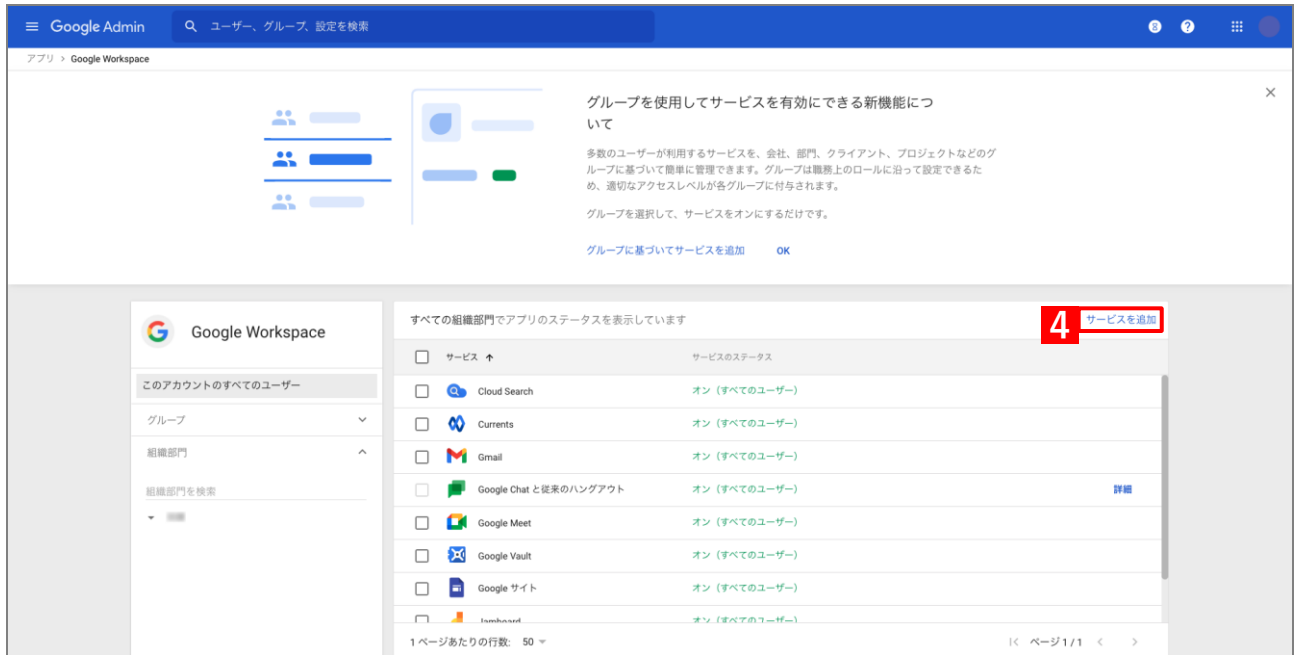 Google Admin
ユーザー、グループ、設定を検索
8
?
アプリ > Google Workspace
グループを使用してサービスを有効にできる新機能につ
いて
多数のユーザーが利用するサービスを、会社、部門、クライアント、プロジェクトなどのグ
ループに基づいて簡単に管理できます。グループは職務上のロールに沿って設定できるた
め、適切なアクセスレベルが各グループに付与されます。
グループを選択して、サービスをオンにするだけです。
グループに基づいてサービスを追加 OK
Google Workspace
このアカウントのすべてのユーザー
グループ
組織部門
組織部門を検索
すべての組織部門でアプリのステータスを表示しています
4 サービスを追加
サービス ↑ サービスのステータス
Cloud Search オン（すべてのユーザー）
Currents オン（すべてのユーザー）
Gmail オン（すべてのユーザー）
Google Chat と従来のハングアウト オン（すべてのユーザー） 詳細
Google Meet オン（すべてのユーザー）
Google Vault オン（すべてのユーザー）
Google サイト オン（すべてのユーザー）
Jamboard オン（すべてのユーザー）
1 ページあたりの行数: 50 ページ 1 / 1